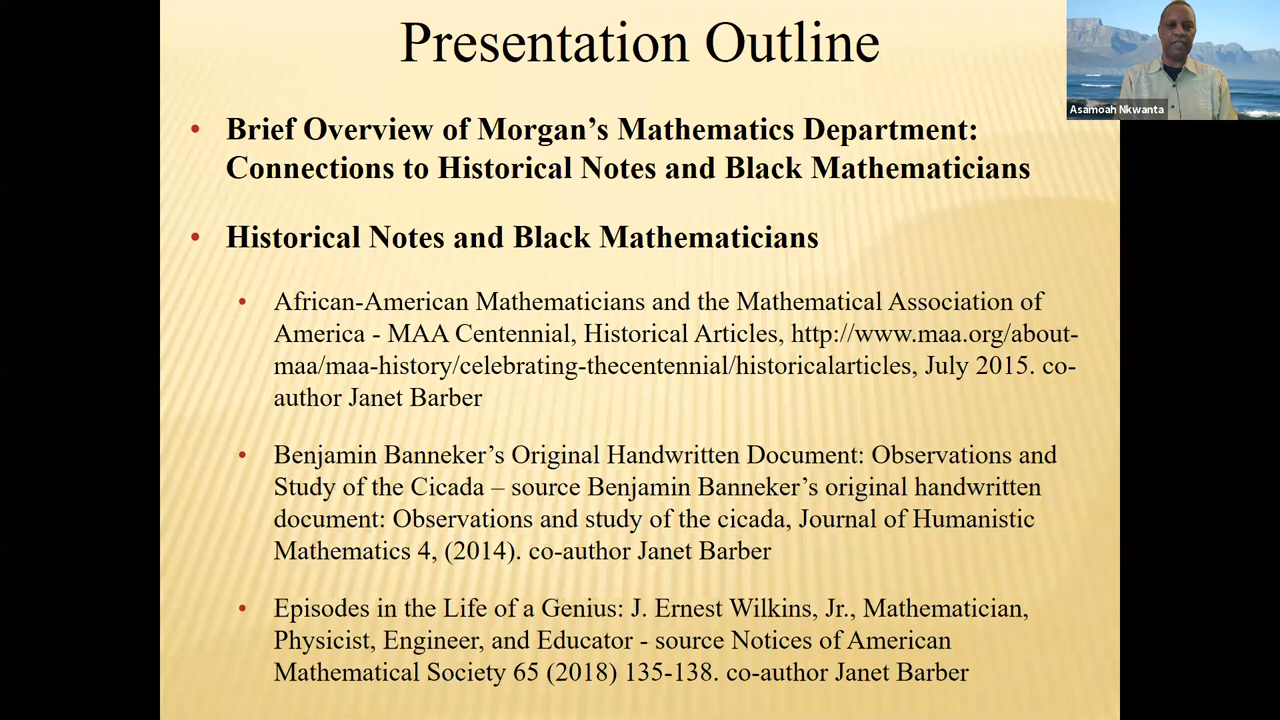 Presentation Outline
Asamoah Nkwanta
• Brief Overview of Morgan’s Mathematics Department:
Connections to Historical Notes and Black Mathematicians
• Historical Notes and Black Mathematicians
• African-American Mathematicians and the Mathematical Association of
America - MAA Centennial, Historical Articles, http://www.maa.org/about-
maa/maa-history/celebrating-thecentennial/historicalarticles, July 2015. co-
author Janet Barber
• Benjamin Banneker’s Original Handwritten Document: Observations and
Study of the Cicada – source Benjamin Banneker’s original handwritten
document: Observations and study of the cicada, Journal of Humanistic
Mathematics 4, (2014). co-author Janet Barber
• Episodes in the Life of a Genius: J. Ernest Wilkins, Jr., Mathematician,
Physicist, Engineer, and Educator - source Notices of American
Mathematical Society 65 (2018) 135-138. co-author Janet Barber